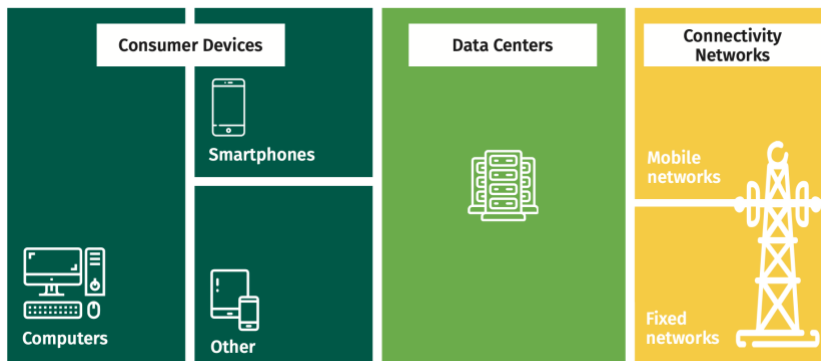 Consumer Devices
Data Centers
Connectivity
Networks
Smartphones
Mobile
networks
Computers
Other
Fixed
networks